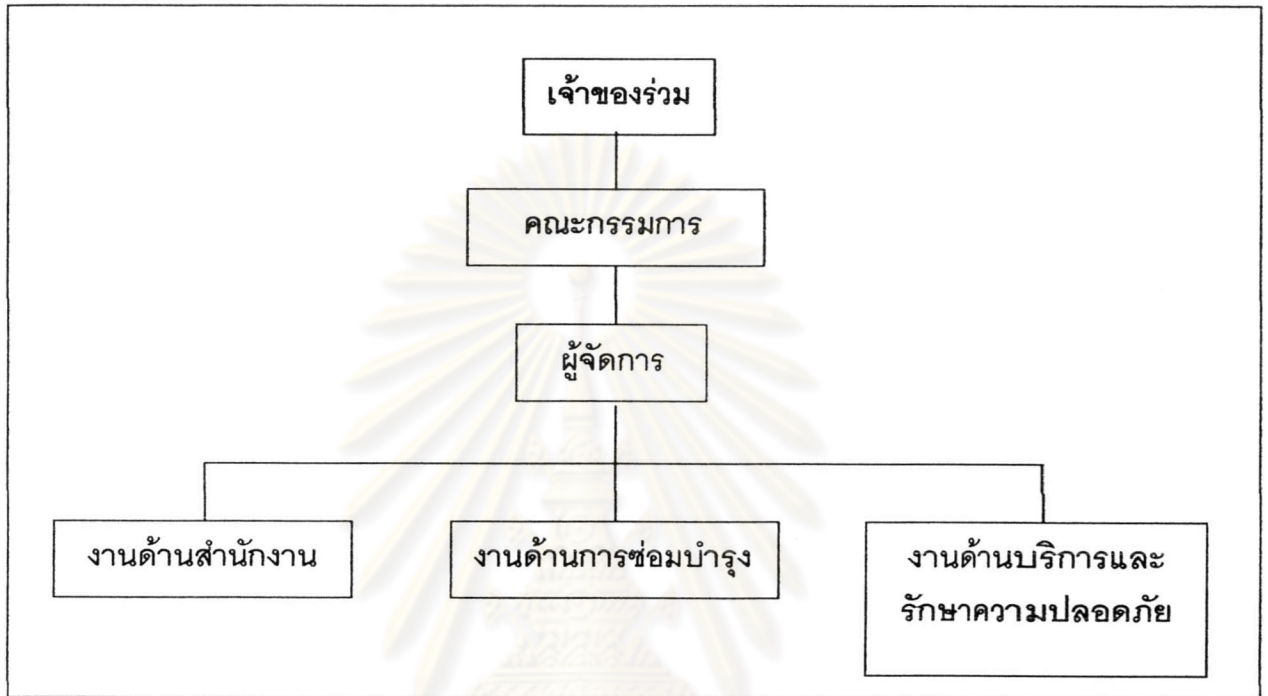 เจ้าของร่วม
คณะกรรมการ
ผู้จัดการ
งานด้านสำนักงาน
งานด้านการซ่อมบำรุง
งานด้านบริการและ
รักษาความปลอดภัย